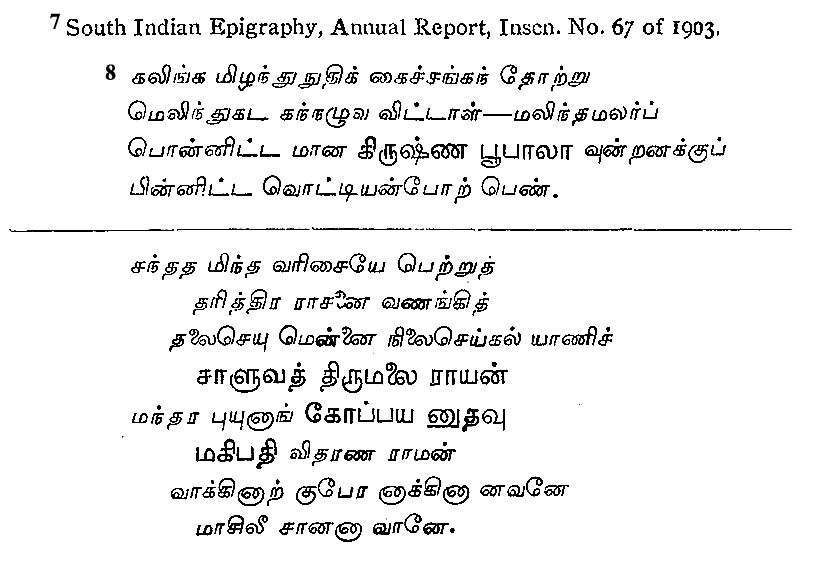 7 South Indian Epigraphy, Annual Report, Inscn. No. 67 of 1903.
8 கலிங்க மிழந்துநுதிக் கைச்சங்கந் தோற்று
மெலிந்துகட கந்நழுவ விட்டாள்—மலிந்தமலர்ப்
பொன்னிட்ட மான கிருஷ்ண பூபாலா வுன்றனக்குப்
பின்னிட்ட வொட்டியன்போற் பெண்.
சந்தத மிந்த வரிசையே பெற்றுத்
தரித்திர ராசனை வணங்கித்
தலைசெயு மென்னை நிலைசெய்கல் யாணிச்
சாளுவத் திருமலை ராயன்
மந்தர புயுனுங் கோப்பய னுதவு
மகிபதி விதரண ராமன்
வாக்கினாற் குபேர னாக்கினா னவனே
மாசிலீ சானனா வானே.